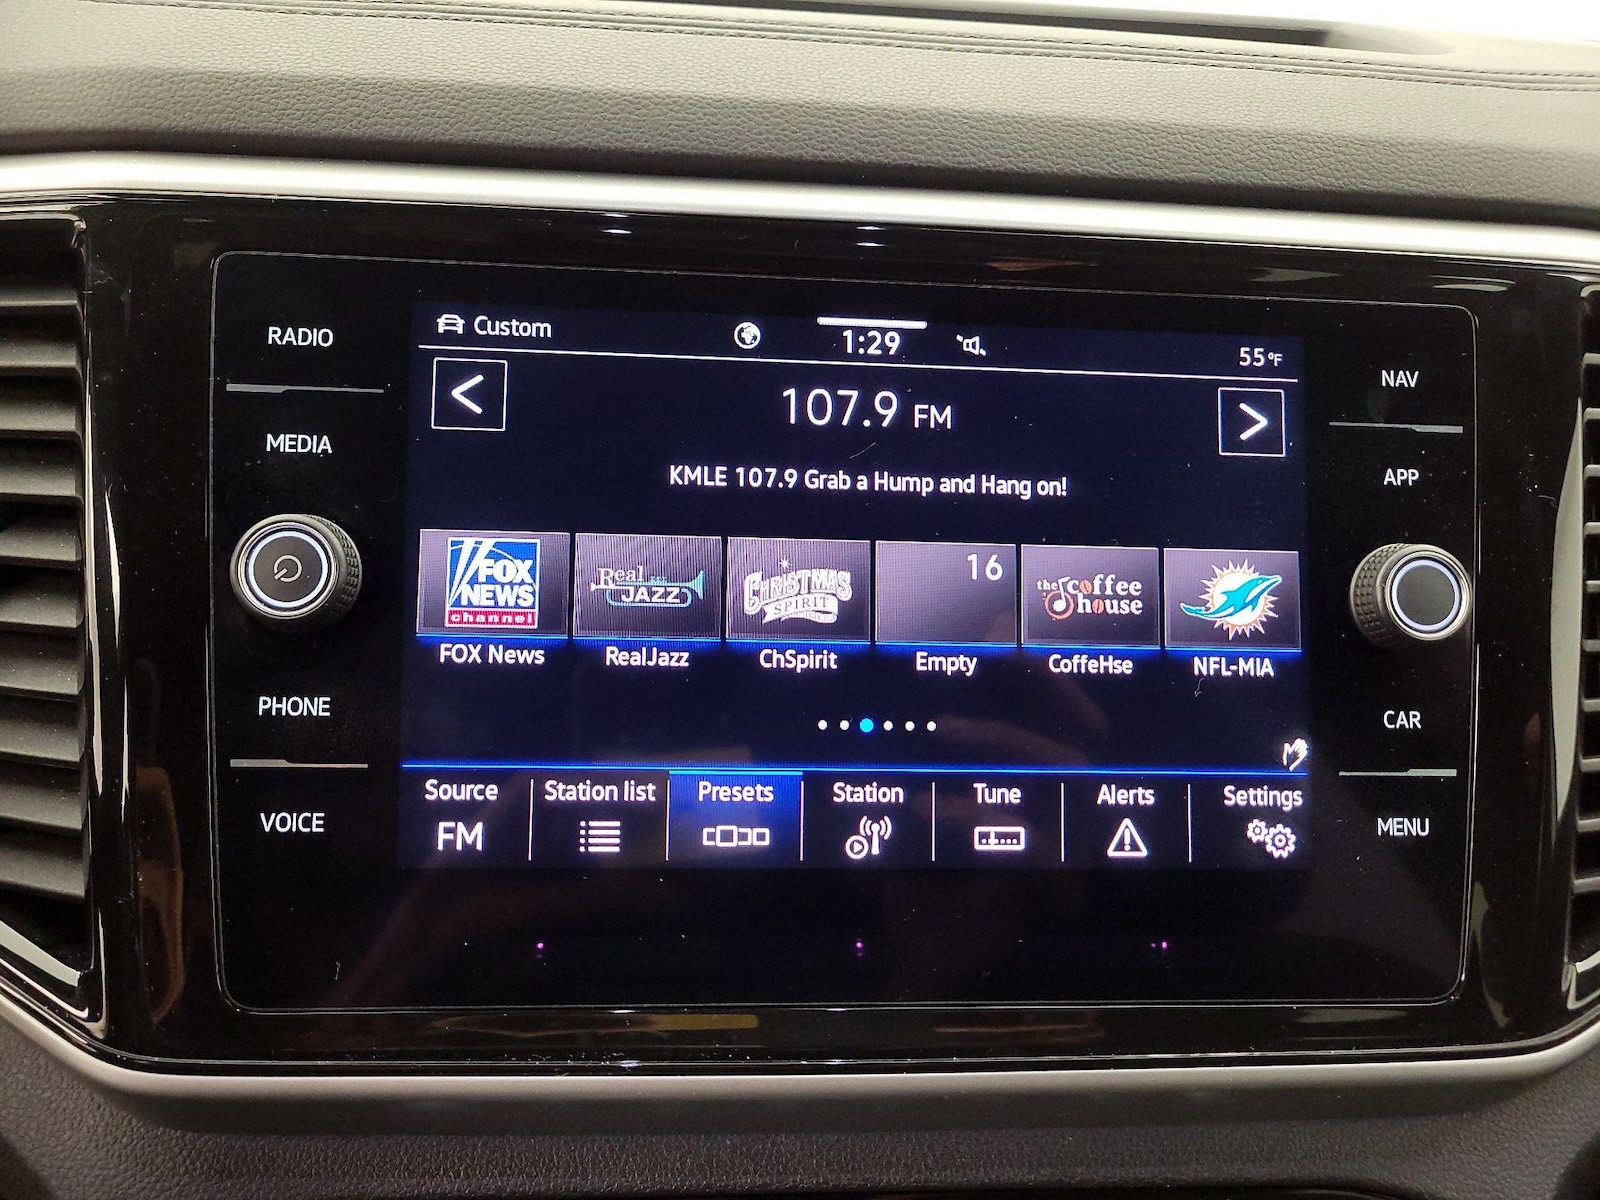 RADIO
MEDIA
PHONE
VOICE
Custom
1:29
55°F
107.9 FM
KMLE 107.9 Grab a Hump and Hang on!
FOX
NEWS
channel
Real
JAZZ
CHRISTMAS
SPIRIT
16
the coffee
house
FOX News
RealJazz
ChSpirit
Empty
CoffeHse
NFL-MIA
Source
FM
Station list
Presets
Station
Tune
Alerts
Settings
NAV
APP
CAR
MENU